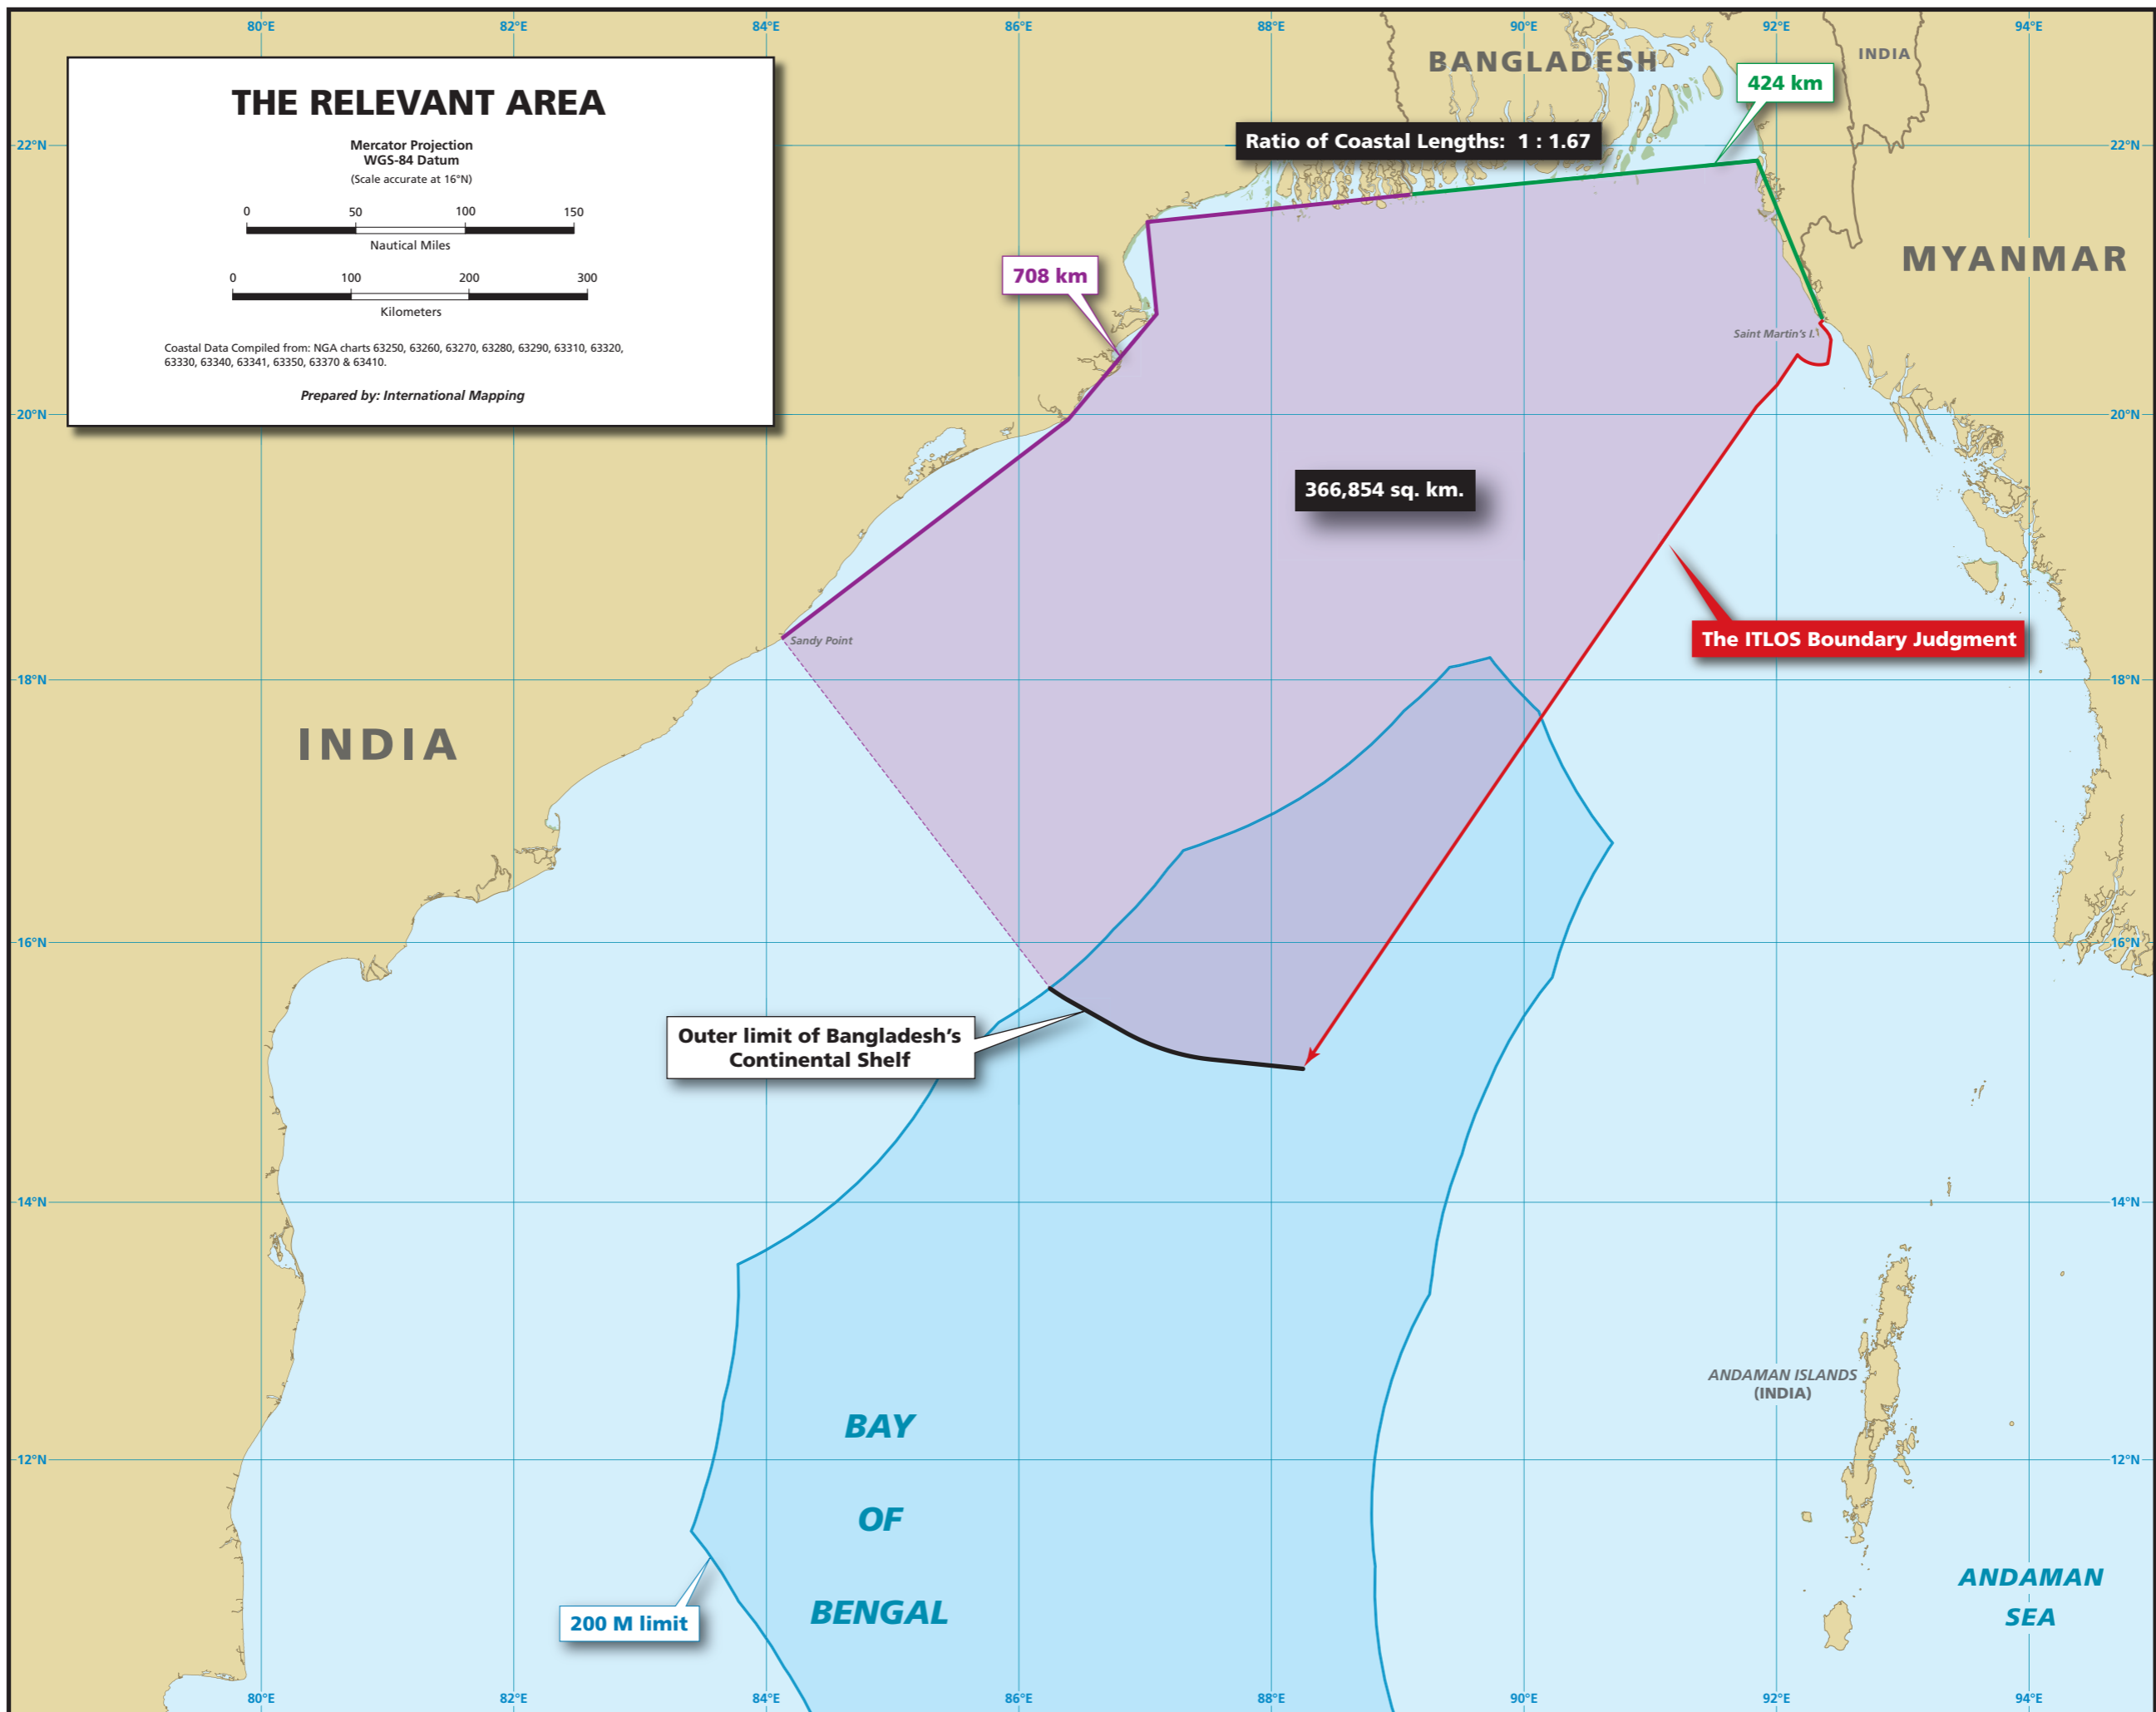 80°E
82°E
84°E
86°E
88°E
90°E
92°E
94°E
BANGLADESH
INDIA
424 km
THE RELEVANT AREA
Mercator Projection
WGS-84 Datum
(Scale accurate at 16°N)
0 50 100 150
Nautical Miles
0 100 200 300
Kilometers
Coastal Data Compiled from: NGA charts 63250, 63260, 63270, 63280, 63290, 63310, 63320,
63330, 63340, 63341, 63350, 63370 & 63410.
Prepared by: International Mapping
22°N
Ratio of Coastal Lengths: 1 : 1.67
22°N
MYANMAR
708 km
Saint Martin's I.
20°N
20°N
366,854 sq. km.
The ITLOS Boundary Judgment
Sandy Point
18°N
18°N
INDIA
16°N
16°N
Outer limit of Bangladesh's
Continental Shelf
14°N
14°N
ANDAMAN ISLANDS
(INDIA)
BAY
OF
BENGAL
12°N
12°N
ANDAMAN
SEA
200 M limit
80°E
82°E
84°E
86°E
88°E
90°E
92°E
94°E